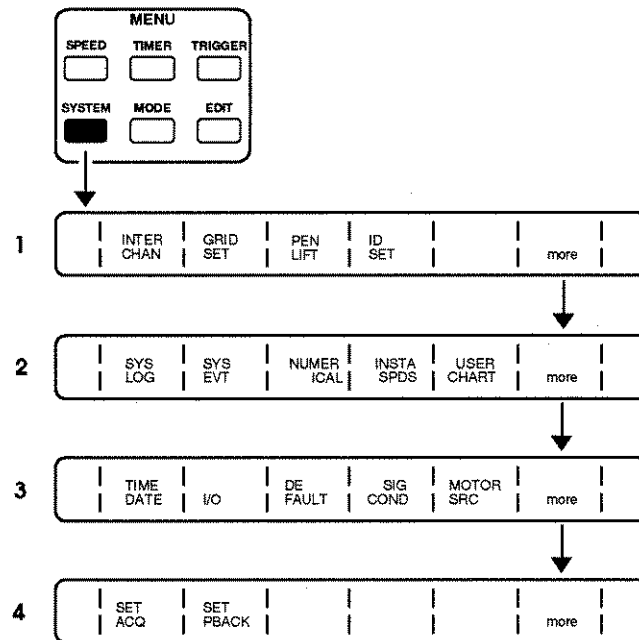 MENU
SPEED TIMER TRIGGER
SYSTEM MODE EDIT
1
INTER GRID PEN ID
CHAN SET LIFT SET more
2
SYS SYS NUMER INSTA USER
LOG EVT ICAL SPDS CHART more
3
TIME DE SIG MOTOR
DATE I/O FAULT COND SRC more
4
SET SET
ACQ PBACK more